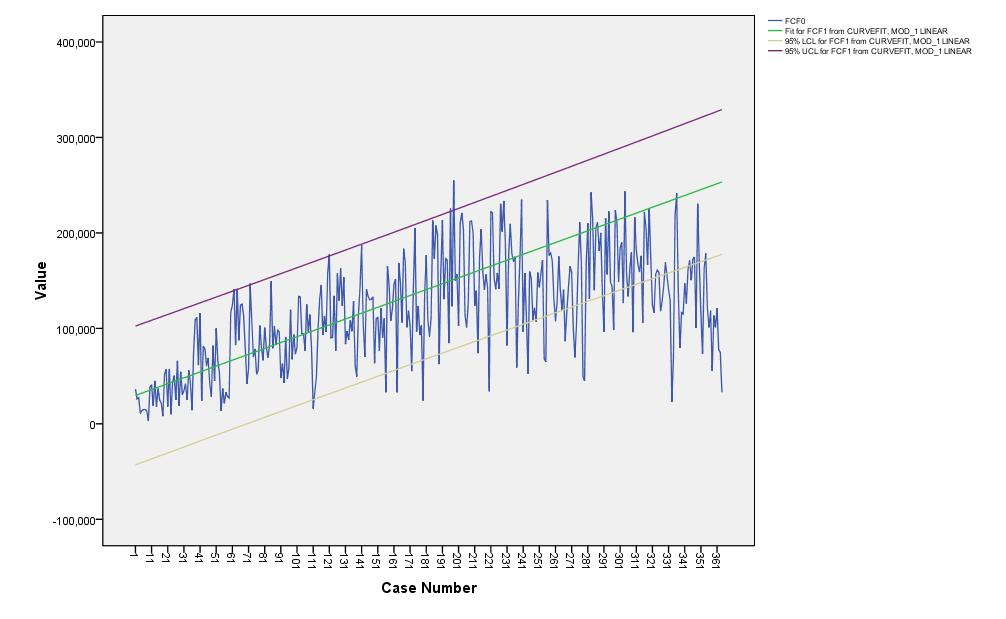 FCF0
Fit for FCF1 from CURVEFIT, MOD_1 LINEAR
95% LCL for FCF1 from CURVEFIT, MOD_1 LINEAR
95% UCL for FCF1 from CURVEFIT, MOD_1 LINEAR
400,000
300,000
200,000
100,000
0
-100,000
Value
1 11 21 31 41 51 61 71 81 91 101 111 121 131 141 151 161 171 181 191 201 211 221 231 241 251 261 271 281 291 301 311 321 331 341 351 361
Case Number